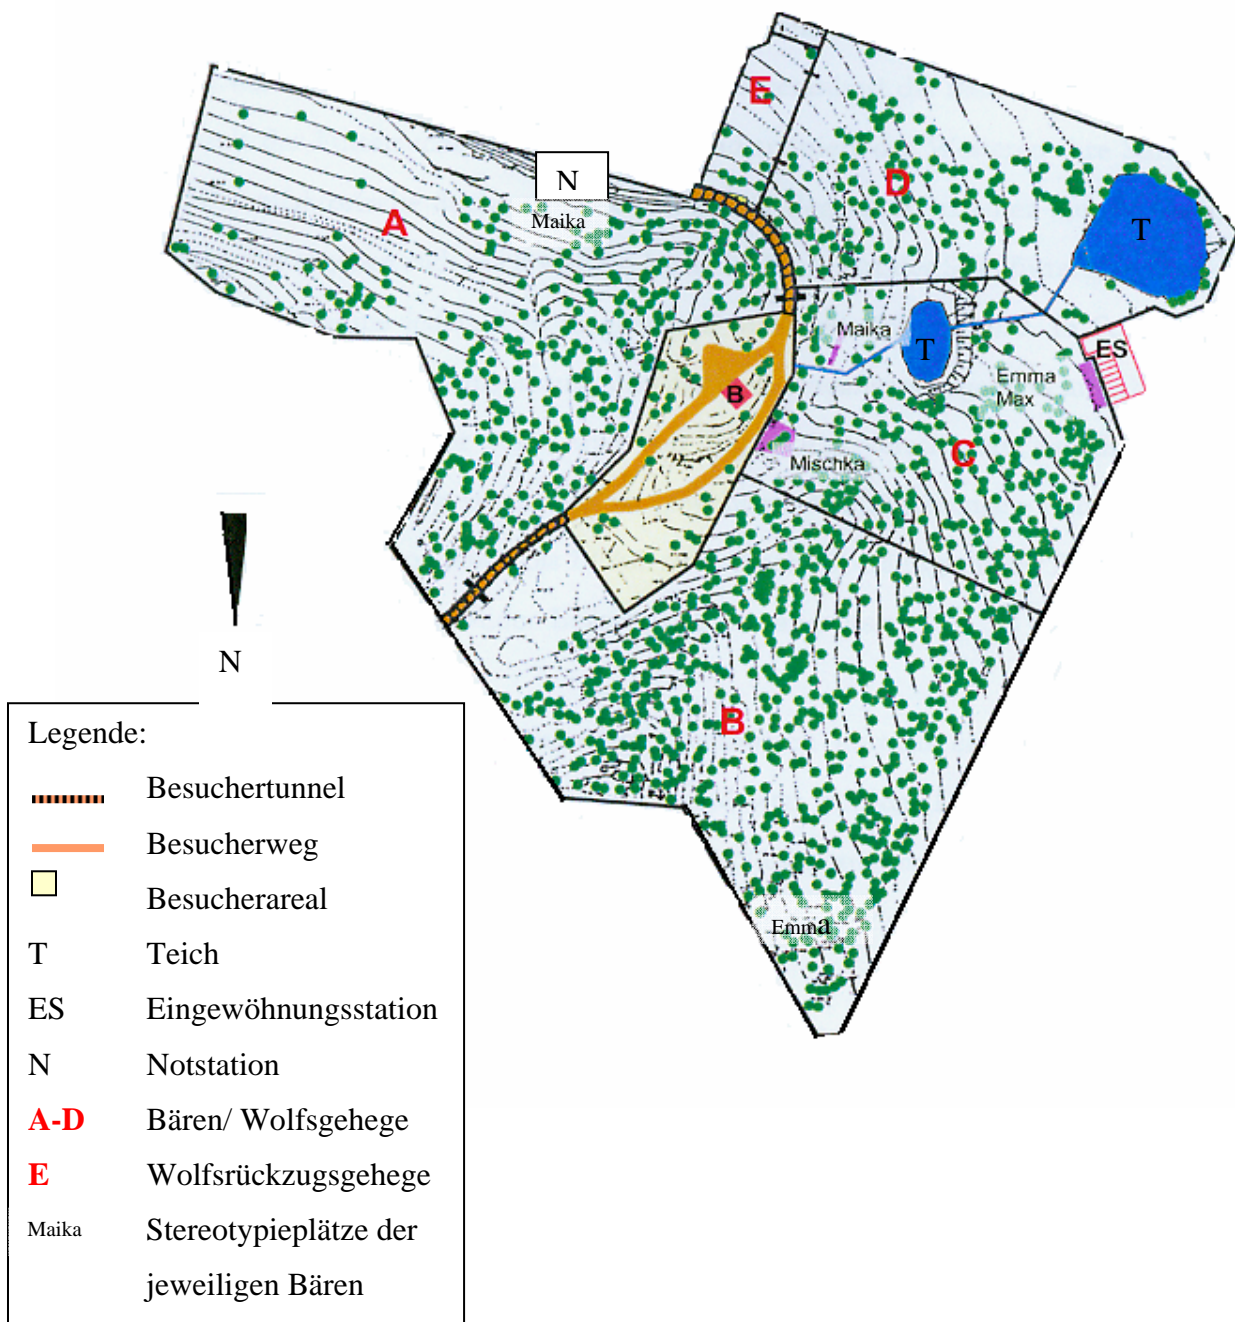 E
D
N
Maika
A
T
Maika
T
ES
Emma
Max
B
C
Mischka
N
B
Emma
Legende:
Besuchertunnel
Besucherweg
Besucherareal
T Teich
ES Eingewöhnungsstation
N Notstation
A-D Bären/ Wolfsgehege
E Wolfsrückzugsgehege
Maika Stereotypieplätze der
jeweiligen Bären